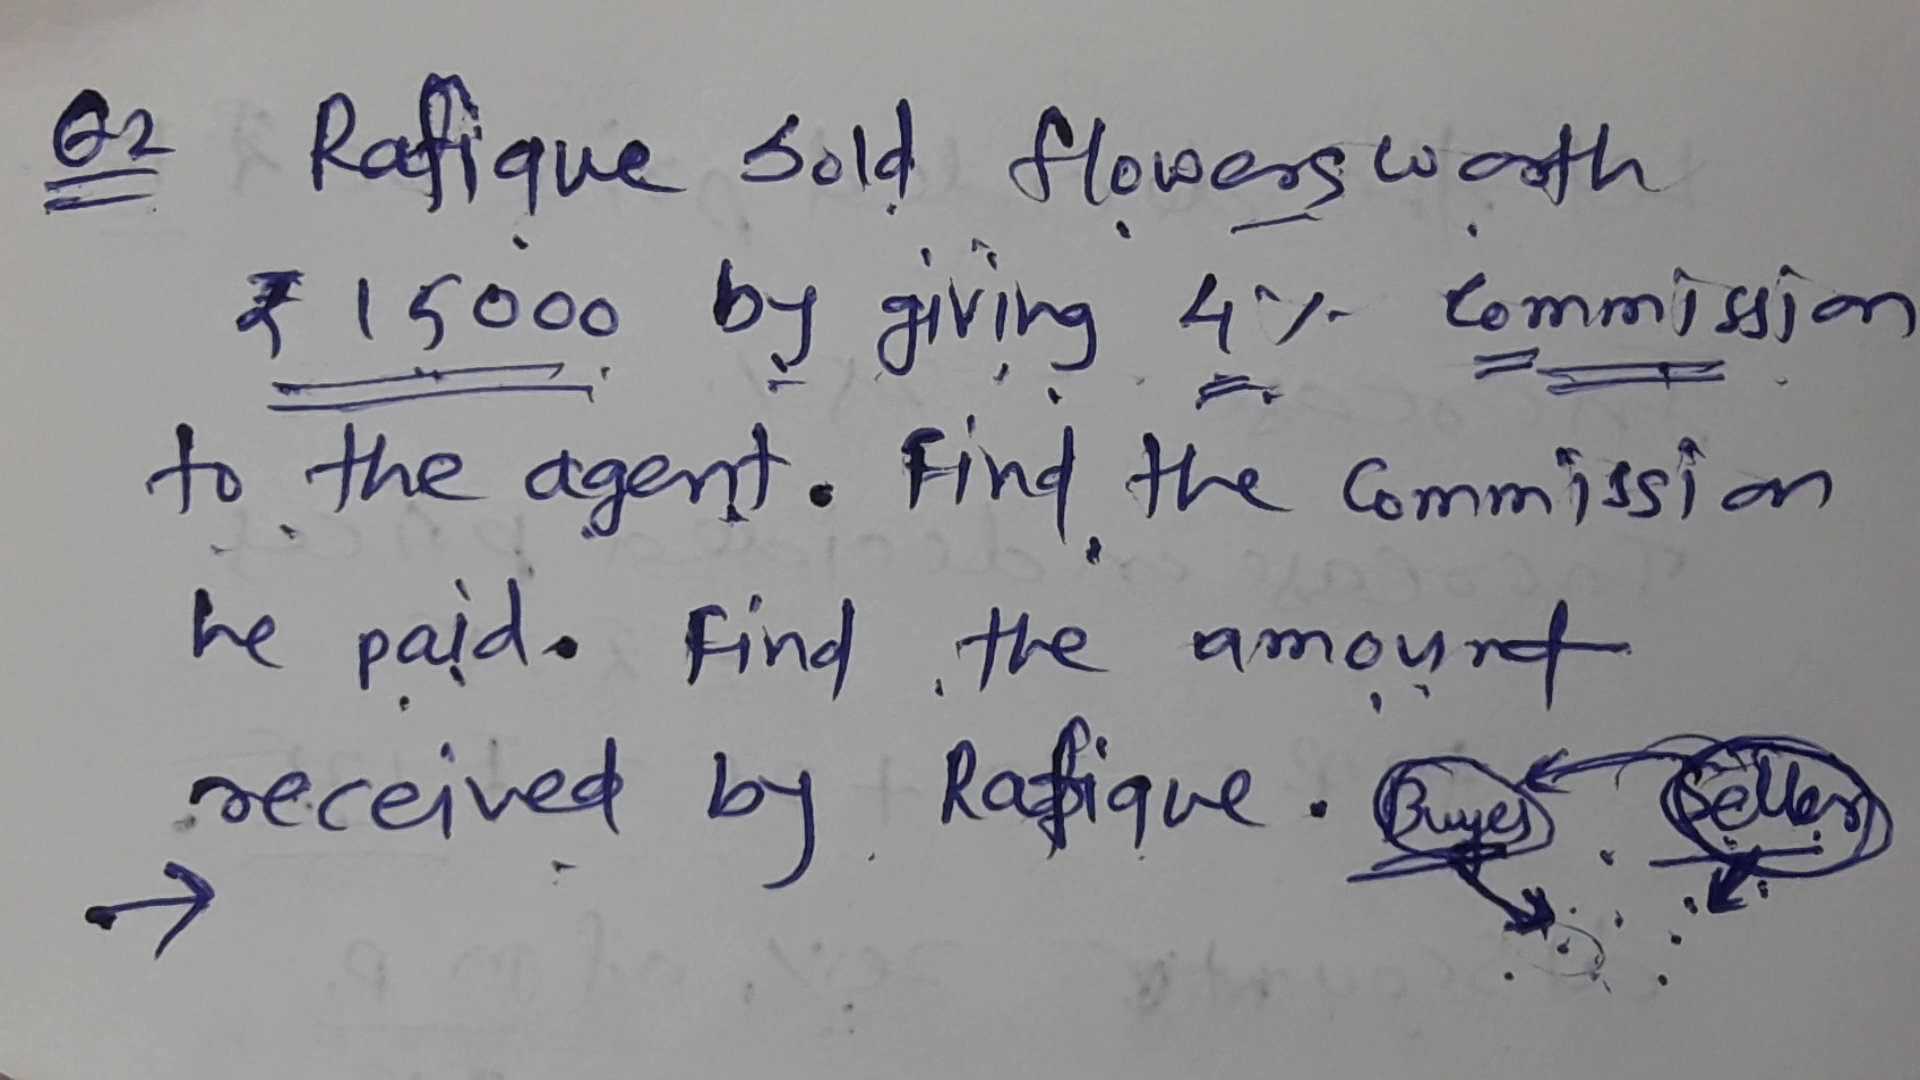 Q2 Rafique sold flowers worth
₹ 15000 by giving 4% commission
to the agent. Find the commission
he paid. Find the amount
received by Rafique. Buyer Seller